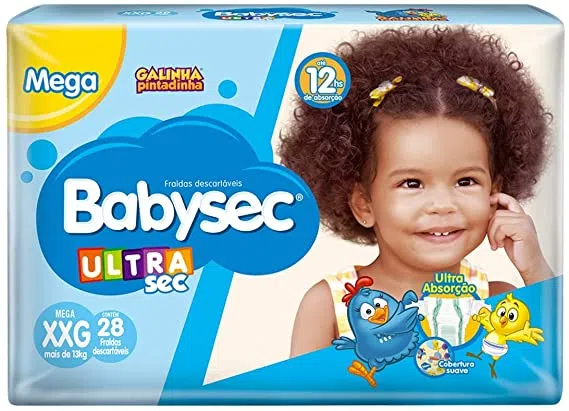 Mega
GALINHA
pintadinha
até
12hs
de absorção
Fraldas descartáveis
Babysec®
ULTRA
sec
Ultra
Absorção
MEGA
XXG
mais de 13kg
CONTÉM
28
Fraldas
descartáveis
Cobertura
suave